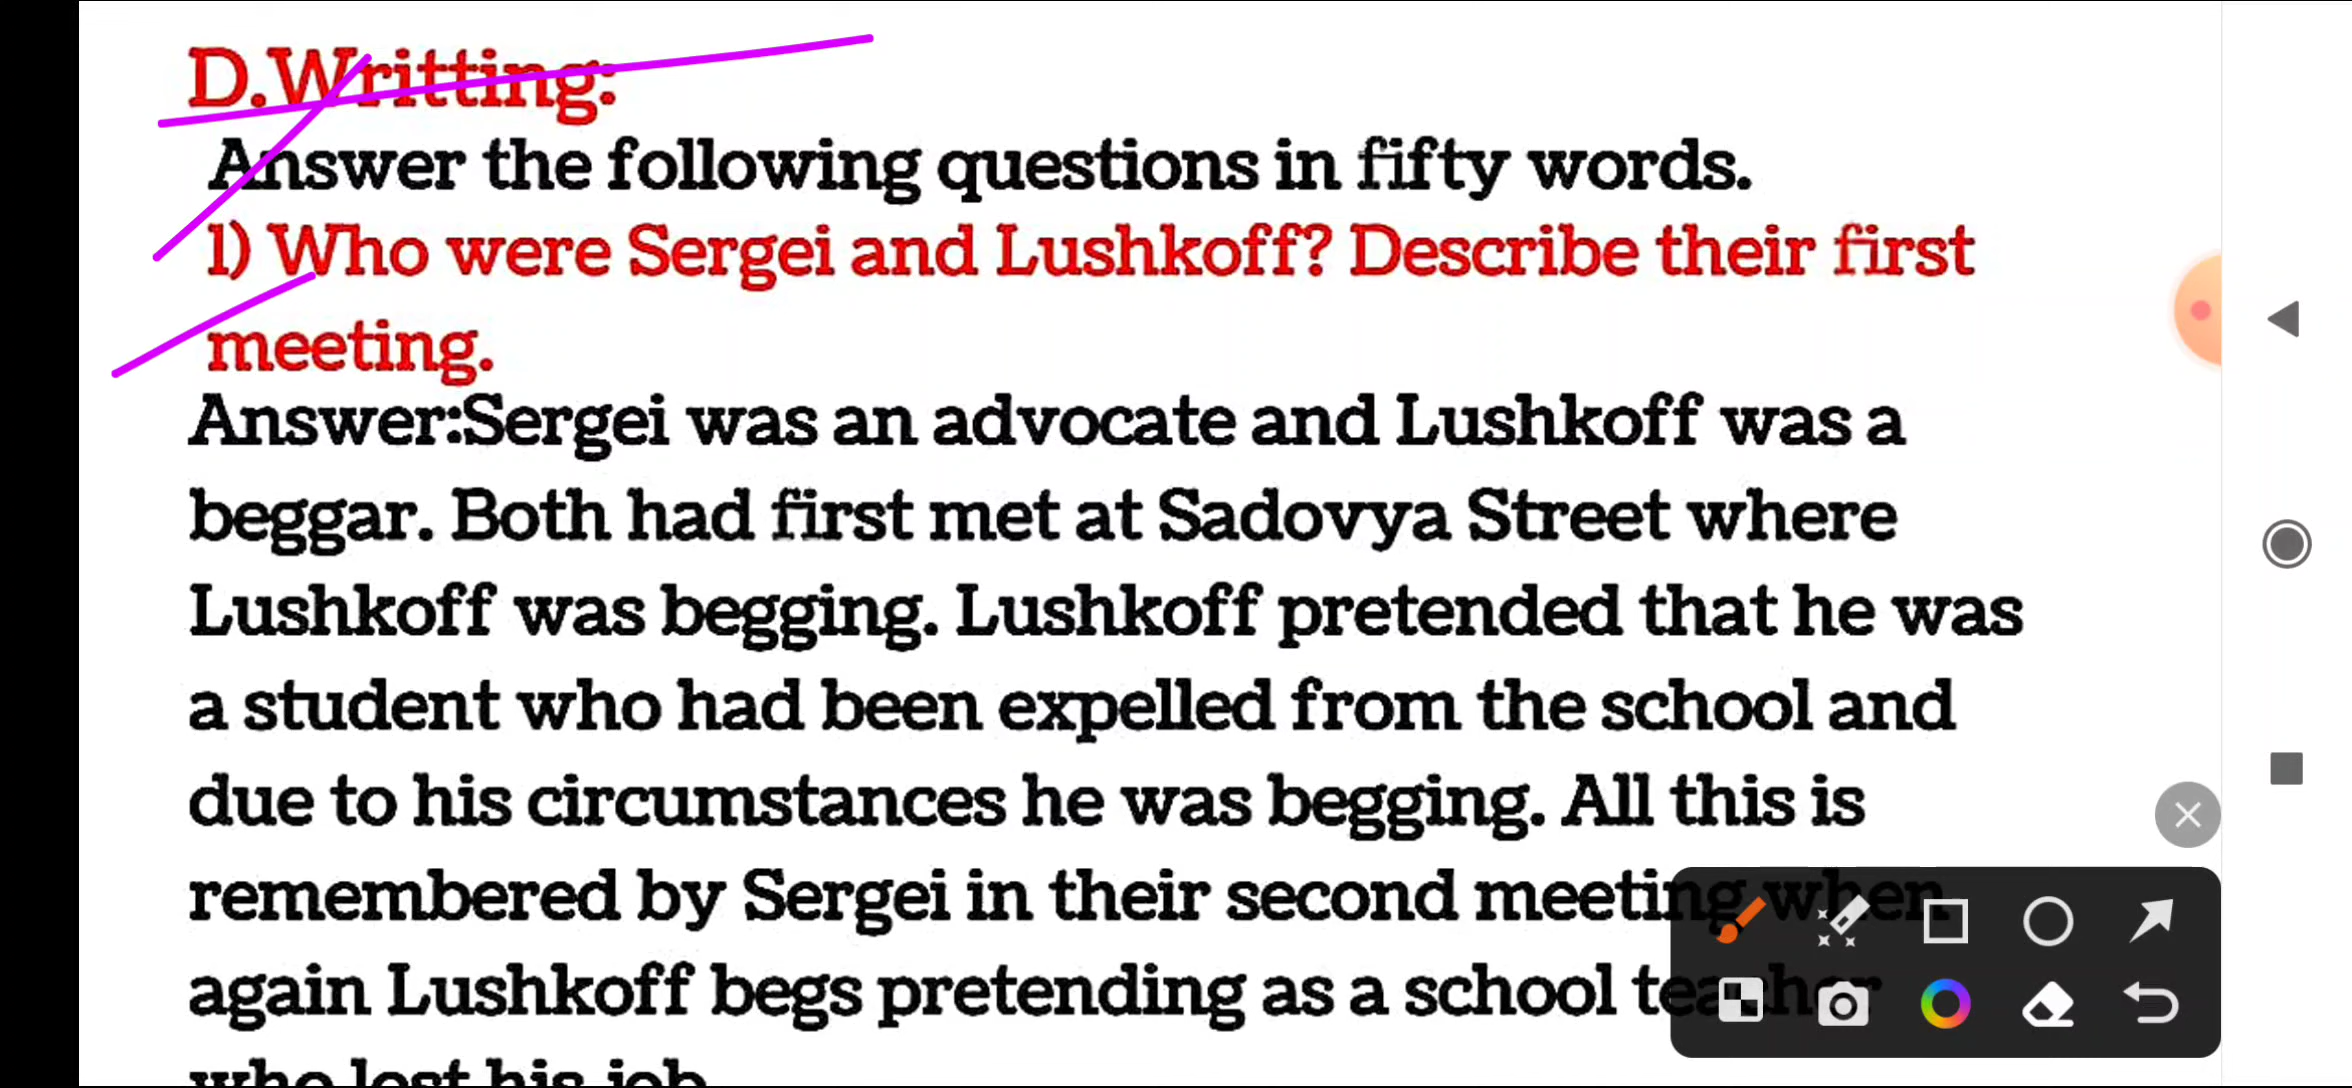 D.Writting:
Answer the following questions in fifty words.
1) Who were Sergei and Lushkoff? Describe their first
meeting.
Answer:Sergei was an advocate and Lushkoff was a
beggar. Both had first met at Sadovya Street where
Lushkoff was begging. Lushkoff pretended that he was
a student who had been expelled from the school and
due to his circumstances he was begging. All this is
remembered by Sergei in their second meeting when
again Lushkoff begs pretending as a school teacher
who lost his job